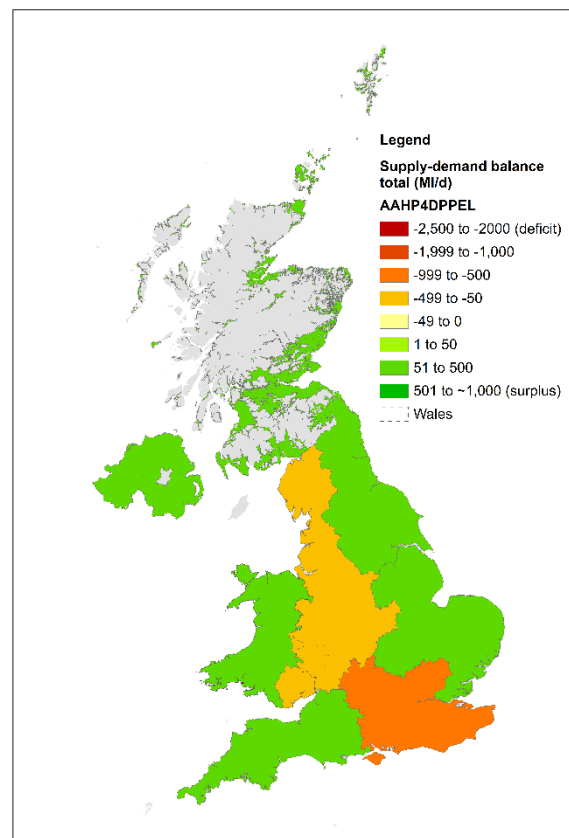 Legend
Supply-demand balance
total (Ml/d)
AAHP4DPPEL
-2,500 to -2000 (deficit)
-1,999 to -1,000
-999 to -500
-499 to -50
-49 to 0
1 to 50
51 to 500
501 to ~1,000 (surplus)
Wales